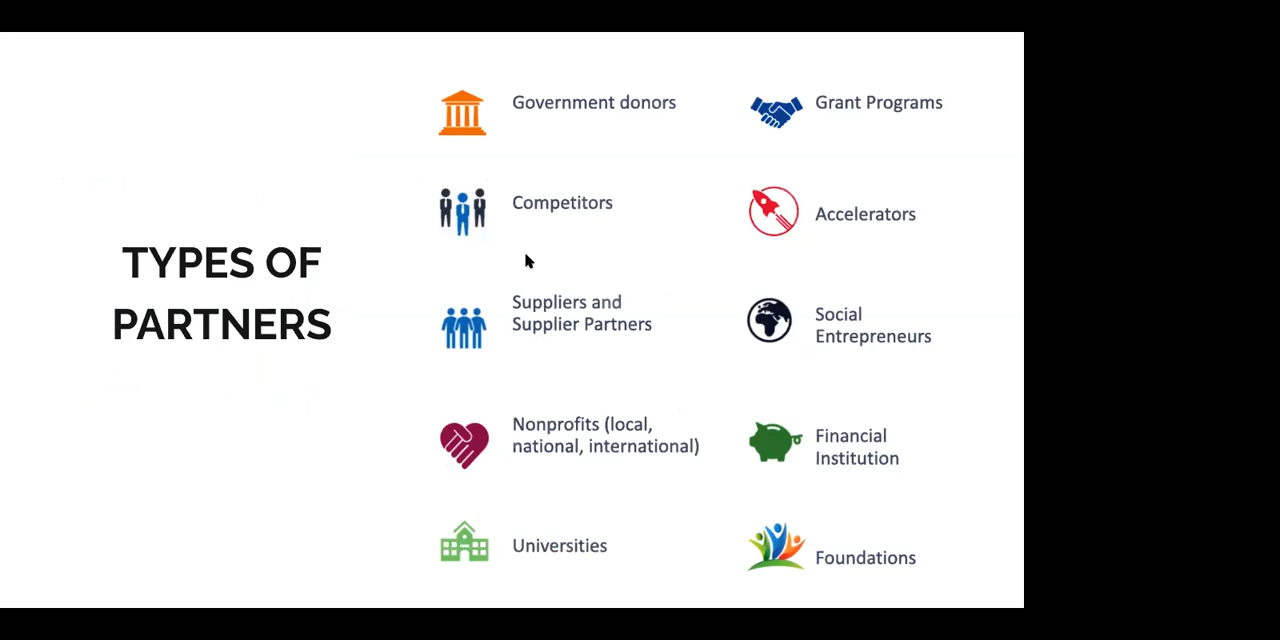 TYPES OF
PARTNERS
Government donors
Competitors
Suppliers and
Supplier Partners
Nonprofits (local,
national, international)
Universities
Grant Programs
Accelerators
Social
Entrepreneurs
Financial
Institution
Foundations